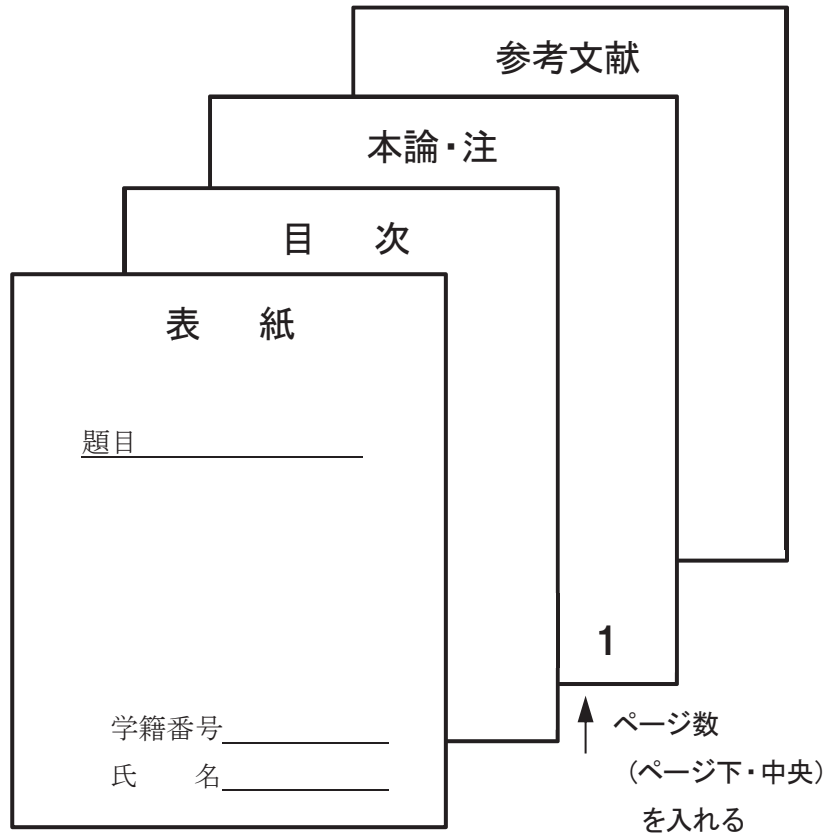 参考文献
本論・注
目　次
表　紙
題目
学籍番号
氏　名
1
ページ数
（ページ下・中央）
を入れる